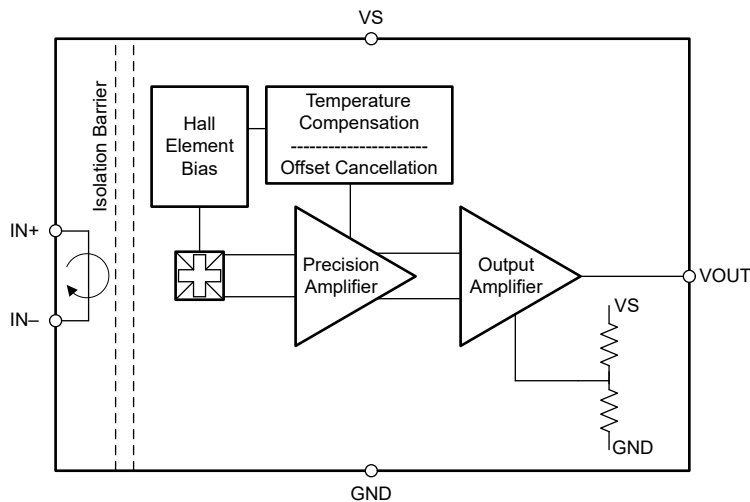 VS
Isolation Barrier
Hall
Element
Bias
Temperature
Compensation
Offset Cancellation
IN+
IN–
Precision
Amplifier
Output
Amplifier
VOUT
VS
GND
GND